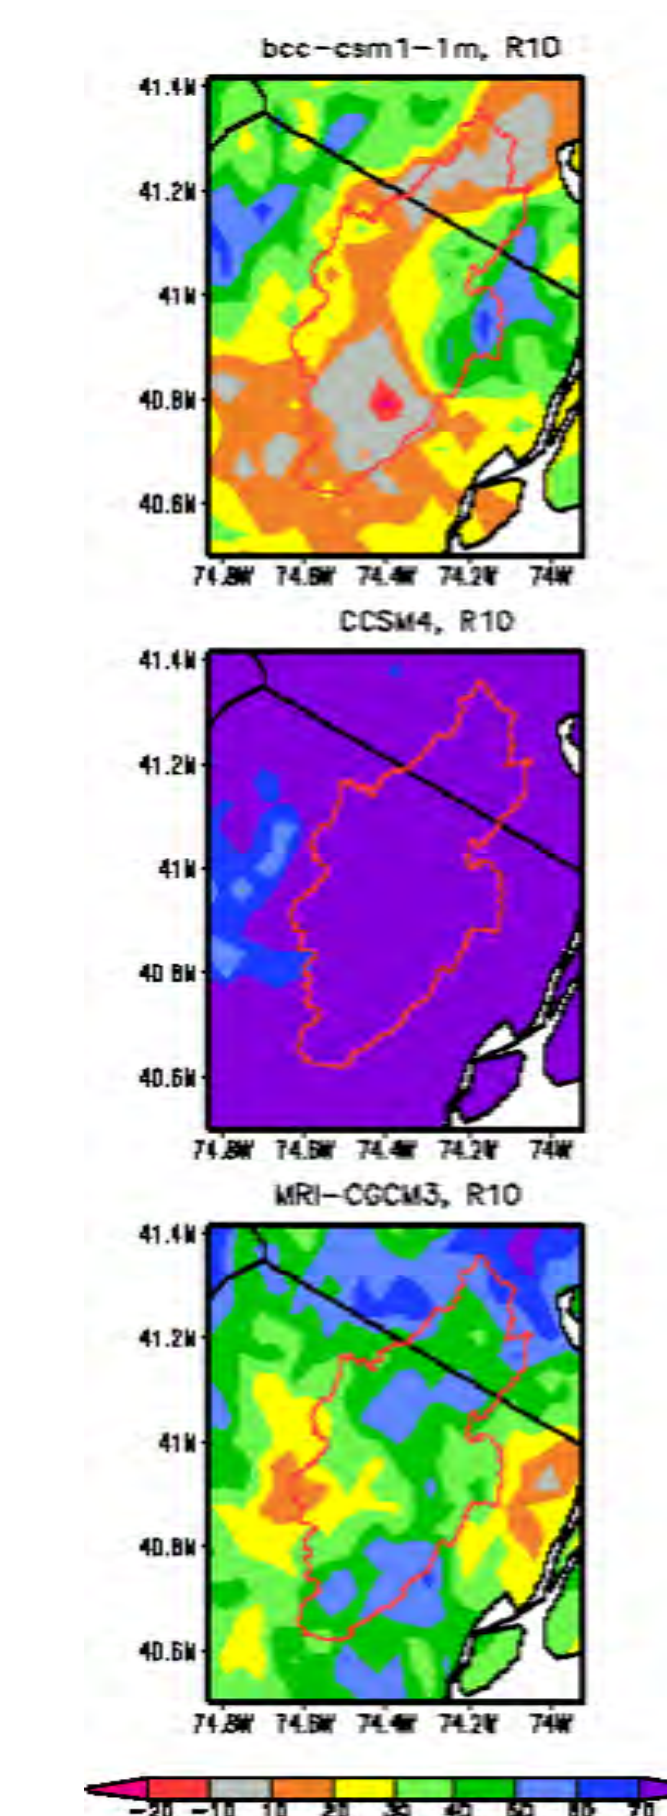 bcc-csm1-1m, R10
41.4N
41.2N
41N
40.8N
40.6N
74.8W 74.6W 74.4W 74.2W 74W
CCSM4, R10
41.4N
41.2N
41N
40.8N
40.6N
74.8W 74.6W 74.4W 74.2W 74W
MRI-CGCM3, R10
41.4N
41.2N
41N
40.8N
40.6N
74.8W 74.6W 74.4W 74.2W 74W
-20 -10 10 20 30 40 50 60 70